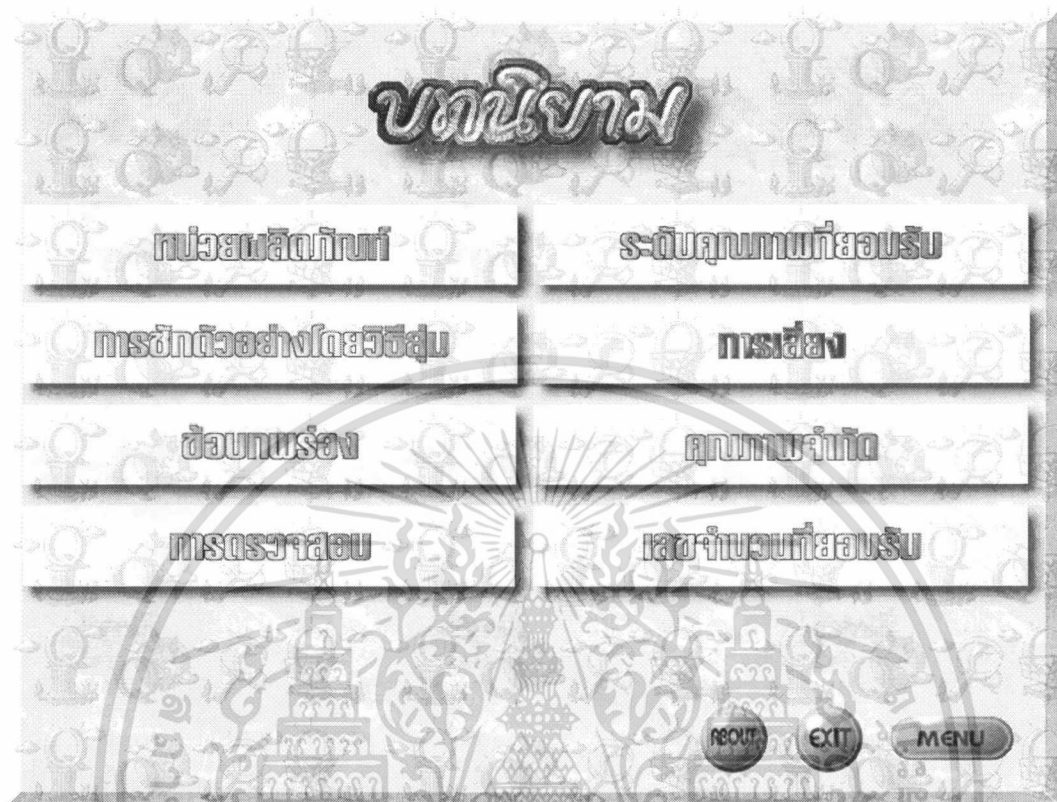 บทนิยาม
หน่วยผลิตภัณฑ์
ระดับคุณภาพที่ยอมรับ
การชักตัวอย่างโดยวิธีสุ่ม
การเสี่ยง
ข้อบกพร่อง
คุณภาพจำกัด
การตรวจสอบ
เลขจำนวนที่ยอมรับ
ABOUT
EXIT
MENU